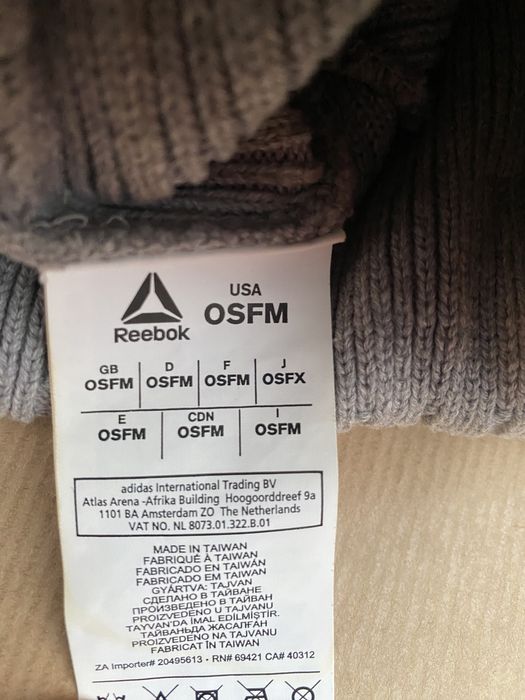 USA
OSFM
Reebok
GB D F J
OSFM OSFM OSFM OSFX
E CDN I
OSFM OSFM OSFM
adidas International Trading BV
Atlas Arena -Afrika Building Hoogoorddreef 9a
1101 BA Amsterdam ZO The Netherlands
VAT NO. NL 8073.01.322.B.01
MADE IN TAIWAN
FABRIQUÉ À TAIWAN
FABRICADO EN TAIWÁN
FABRICADO EM TAIWAN
GYÁRTVA: TAJVAN
СДЕЛАНО В ТАЙВАНЕ
ПРОИЗВЕДЕНО В ТАЙВАН
PROIZVEDENO U TAJVANU
TAYVAN'DA İMAL EDİLMİŞTİR
ТАЙВАНЬДА ЖАСАЛҒАН
PROIZVEDENO NA TAJVANU
FABRICAT ÎN TAIWAN
ZA Importer# 20495613 • RN# 69421 CA# 40312